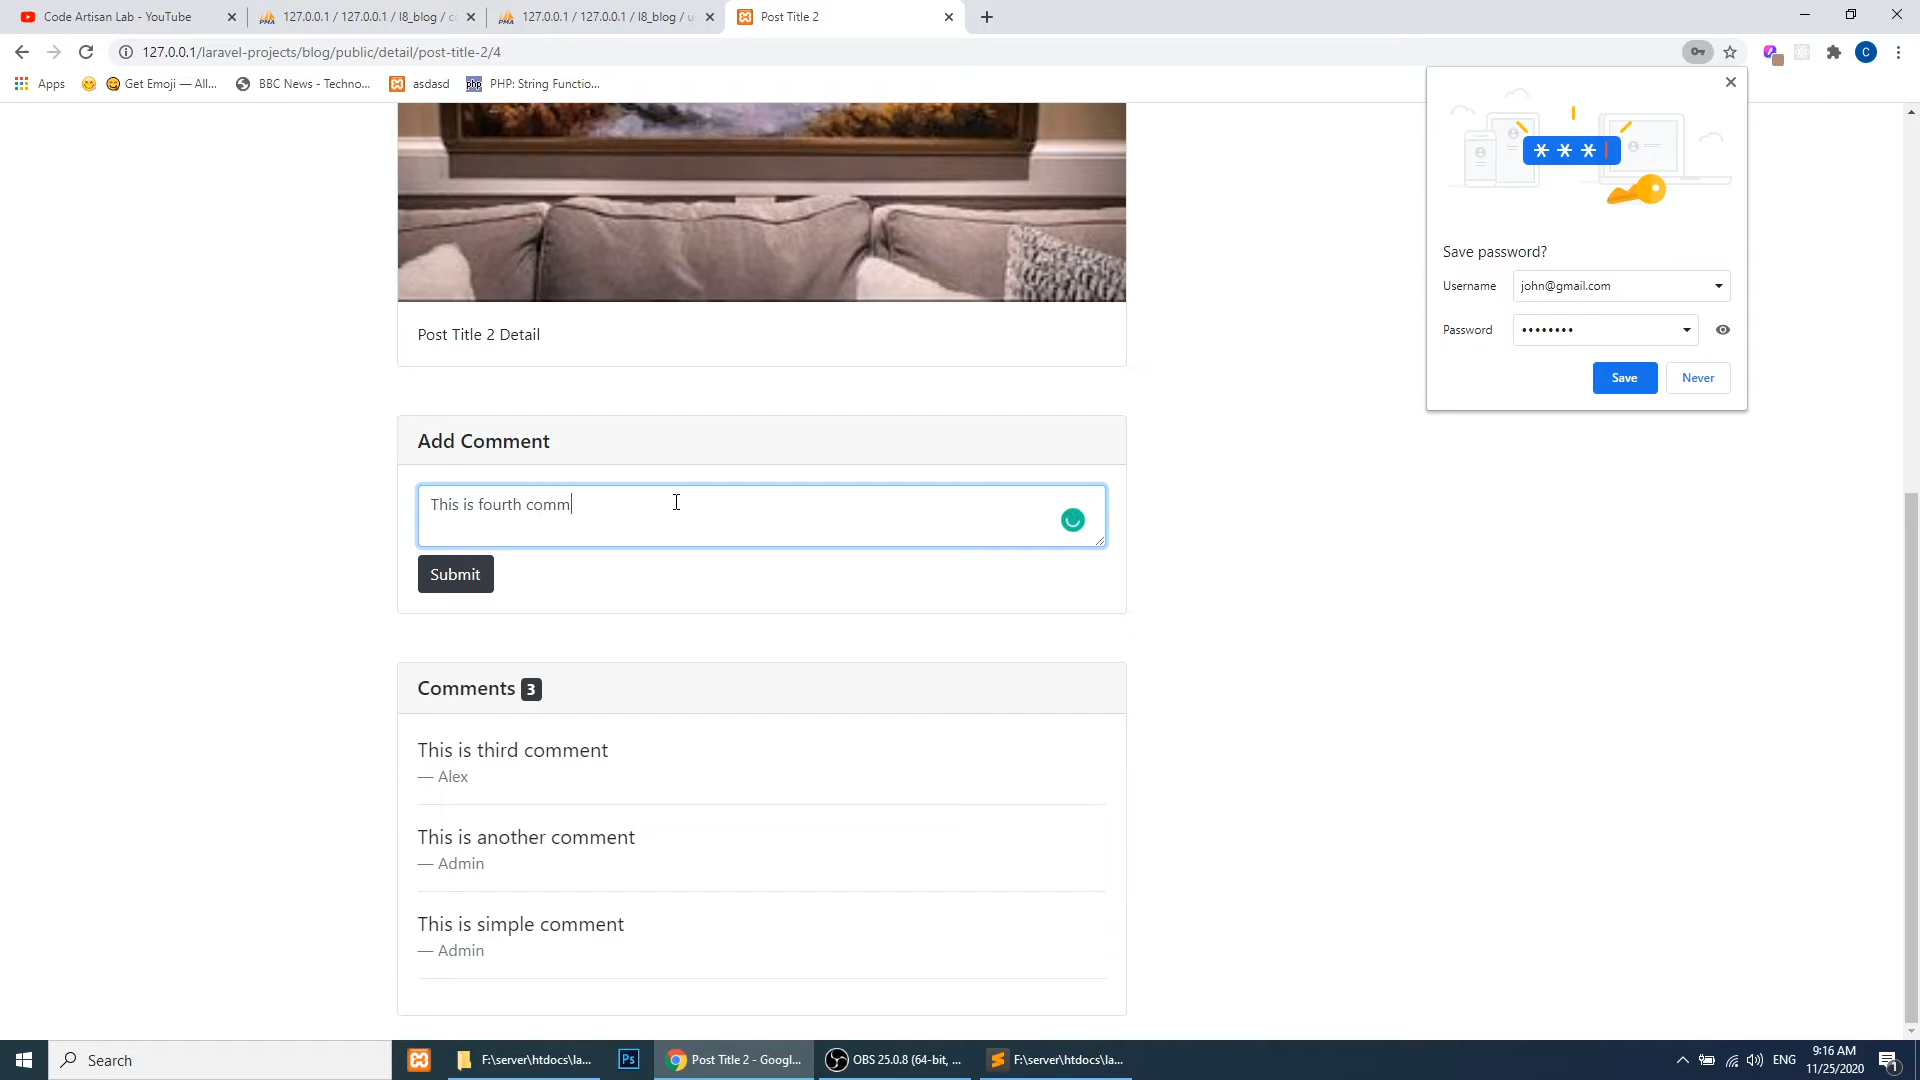 Code Artisan Lab - YouTube
127.0.0.1 / 127.0.0.1 / l8_blog / co
127.0.0.1 / 127.0.0.1 / l8_blog / u
Post Title 2
127.0.0.1/laravel-projects/blog/public/detail/post-title-2/4
C
Apps
Get Emoji — All...
BBC News - Techno...
asdasd
php
PHP: String Functio...
* * *
Save password?
Username
john@gmail.com
Password
••••••••
Save
Never
Post Title 2 Detail
Add Comment
This is fourth comm
Submit
Comments 3
This is third comment
— Alex
This is another comment
— Admin
This is simple comment
— Admin
Search
F:\server\htdocs\la...
Ps
Post Title 2 - Googl...
OBS 25.0.8 (64-bit, ...
F:\server\htdocs\la...
ENG
9:16 AM
11/25/2020
1